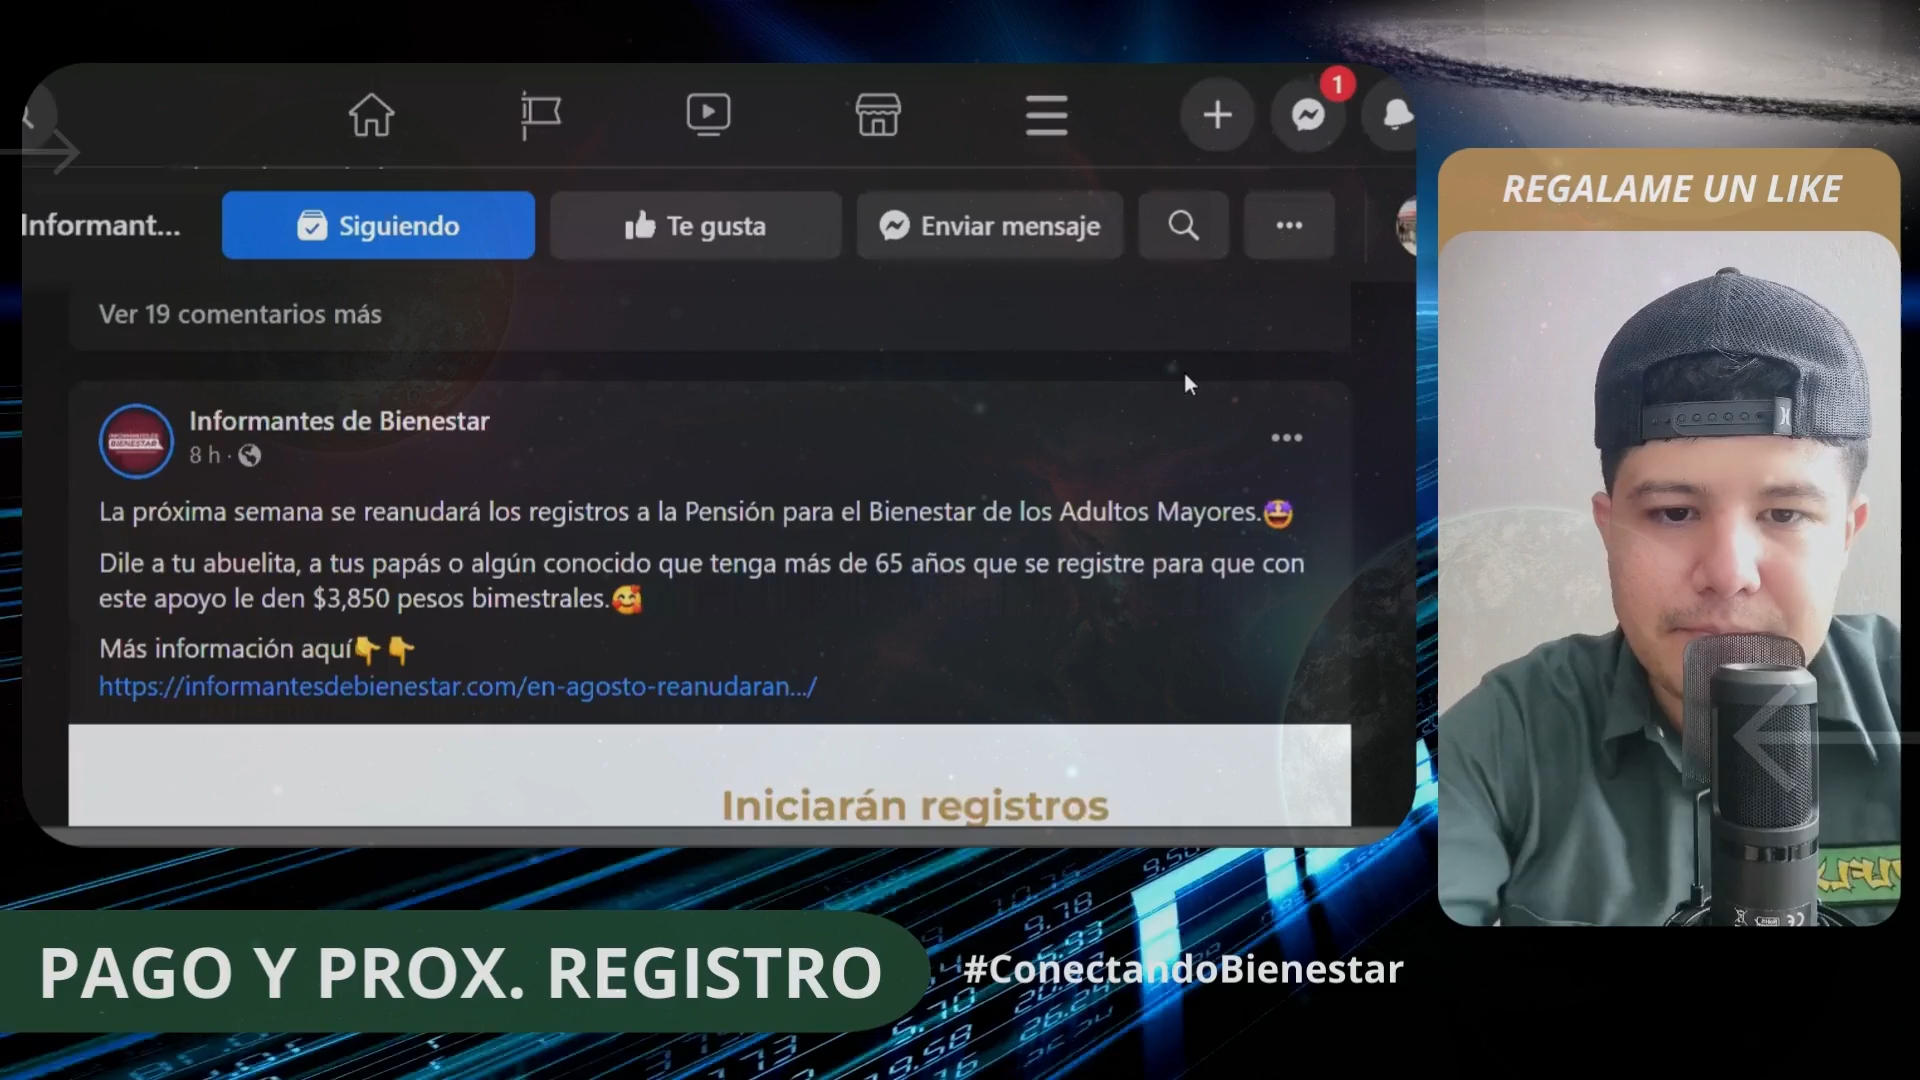 1
Informant...
Siguiendo
Te gusta
Enviar mensaje
Ver 19 comentarios más
Informantes de Bienestar
8 h ·
La próxima semana se reanudará los registros a la Pensión para el Bienestar de los Adultos Mayores.🤩
Dile a tu abuelita, a tus papás o algún conocido que tenga más de 65 años que se registre para que con
este apoyo le den $3,850 pesos bimestrales.🥰
Más información aquí👇👇
https://informantesdebienestar.com/en-agosto-reanudaran.../
Iniciarán registros
REGALAME UN LIKE
PAGO Y PROX. REGISTRO
#ConectandoBienestar